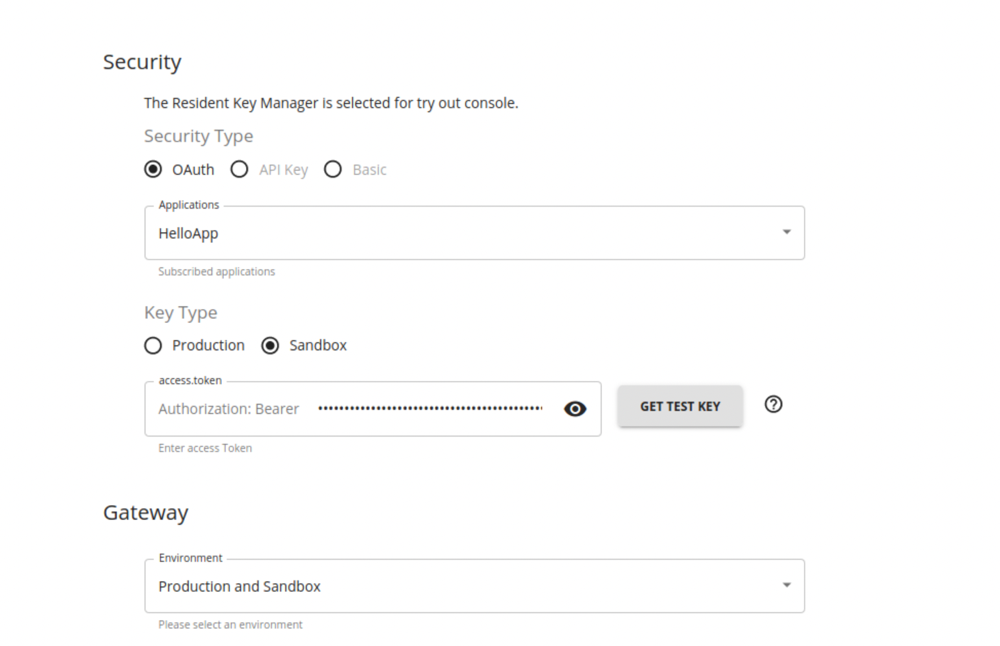 Security
The Resident Key Manager is selected for try out console.
Security Type
OAuth API Key Basic
Applications
HelloApp
Subscribed applications
Key Type
Production Sandbox
access.token
Authorization: Bearer ••••••••••••••••••••••••••••••••••••••••••• GET TEST KEY
Enter access Token
Gateway
Environment
Production and Sandbox
Please select an environment